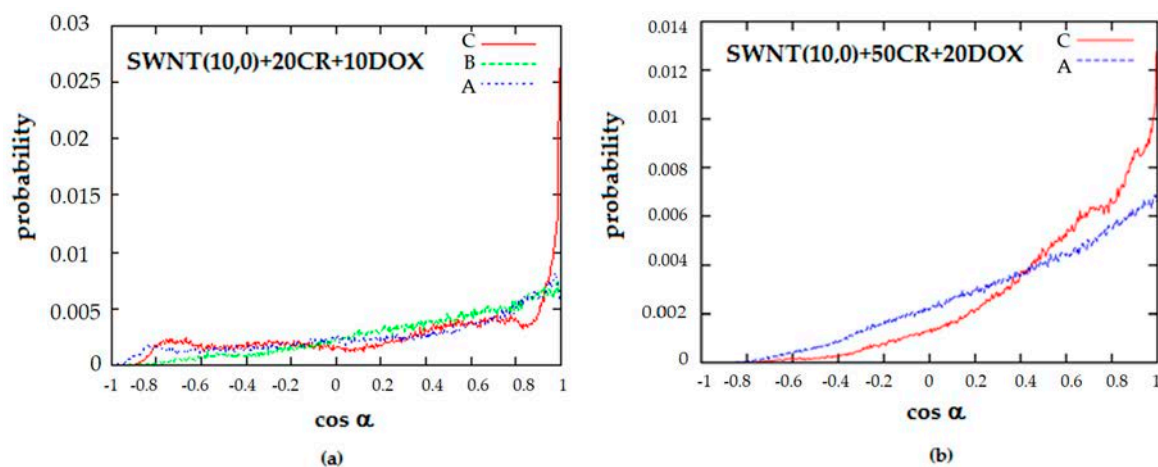 0.03
0.025
0.02
0.015
0.01
0.005
0
probability
SWNT(10,0)+20CR+10DOX
C
B
A
-1 -0.8 -0.6 -0.4 -0.2 0 0.2 0.4 0.6 0.8 1
cos α
(a)
0.014
0.012
0.01
0.008
0.006
0.004
0.002
0
probability
SWNT(10,0)+50CR+20DOX
C
A
-1 -0.8 -0.6 -0.4 -0.2 0 0.2 0.4 0.6 0.8 1
cos α
(b)